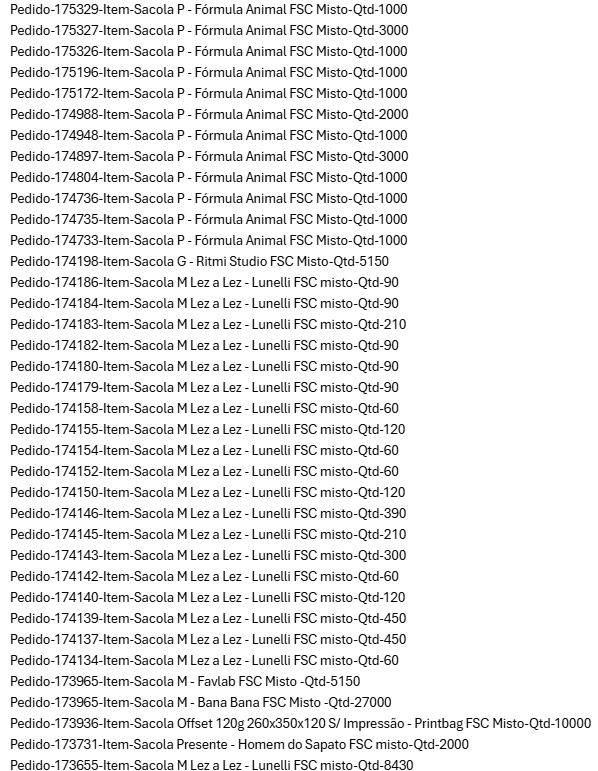 Pedido-175329-Item-Sacola P - Fórmula Animal FSC Misto-Qtd-1000
Pedido-175327-Item-Sacola P - Fórmula Animal FSC Misto-Qtd-3000
Pedido-175326-Item-Sacola P - Fórmula Animal FSC Misto-Qtd-1000
Pedido-175196-Item-Sacola P - Fórmula Animal FSC Misto-Qtd-1000
Pedido-175172-Item-Sacola P - Fórmula Animal FSC Misto-Qtd-1000
Pedido-174988-Item-Sacola P - Fórmula Animal FSC Misto-Qtd-2000
Pedido-174948-Item-Sacola P - Fórmula Animal FSC Misto-Qtd-1000
Pedido-174897-Item-Sacola P - Fórmula Animal FSC Misto-Qtd-3000
Pedido-174804-Item-Sacola P - Fórmula Animal FSC Misto-Qtd-1000
Pedido-174736-Item-Sacola P - Fórmula Animal FSC Misto-Qtd-1000
Pedido-174735-Item-Sacola P - Fórmula Animal FSC Misto-Qtd-1000
Pedido-174733-Item-Sacola P - Fórmula Animal FSC Misto-Qtd-1000
Pedido-174198-Item-Sacola G - Ritmi Studio FSC Misto-Qtd-5150
Pedido-174186-Item-Sacola M Lez a Lez - Lunelli FSC misto-Qtd-90
Pedido-174184-Item-Sacola M Lez a Lez - Lunelli FSC misto-Qtd-90
Pedido-174183-Item-Sacola M Lez a Lez - Lunelli FSC misto-Qtd-210
Pedido-174182-Item-Sacola M Lez a Lez - Lunelli FSC misto-Qtd-90
Pedido-174180-Item-Sacola M Lez a Lez - Lunelli FSC misto-Qtd-90
Pedido-174179-Item-Sacola M Lez a Lez - Lunelli FSC misto-Qtd-90
Pedido-174158-Item-Sacola M Lez a Lez - Lunelli FSC misto-Qtd-60
Pedido-174155-Item-Sacola M Lez a Lez - Lunelli FSC misto-Qtd-120
Pedido-174154-Item-Sacola M Lez a Lez - Lunelli FSC misto-Qtd-60
Pedido-174152-Item-Sacola M Lez a Lez - Lunelli FSC misto-Qtd-60
Pedido-174150-Item-Sacola M Lez a Lez - Lunelli FSC misto-Qtd-120
Pedido-174146-Item-Sacola M Lez a Lez - Lunelli FSC misto-Qtd-390
Pedido-174145-Item-Sacola M Lez a Lez - Lunelli FSC misto-Qtd-210
Pedido-174143-Item-Sacola M Lez a Lez - Lunelli FSC misto-Qtd-300
Pedido-174142-Item-Sacola M Lez a Lez - Lunelli FSC misto-Qtd-60
Pedido-174140-Item-Sacola M Lez a Lez - Lunelli FSC misto-Qtd-120
Pedido-174139-Item-Sacola M Lez a Lez - Lunelli FSC misto-Qtd-450
Pedido-174137-Item-Sacola M Lez a Lez - Lunelli FSC misto-Qtd-450
Pedido-174134-Item-Sacola M Lez a Lez - Lunelli FSC misto-Qtd-60
Pedido-173965-Item-Sacola M - Favlab FSC Misto -Qtd-5150
Pedido-173965-Item-Sacola M - Bana Bana FSC Misto -Qtd-27000
Pedido-173936-Item-Sacola Offset 120g 260x350x120 S/ Impressão - Printbag FSC Misto-Qtd-10000
Pedido-173731-Item-Sacola Presente - Homem do Sapato FSC misto-Qtd-2000
Pedido-173655-Item-Sacola M Lez a Lez - Lunelli FSC misto-Qtd-8430